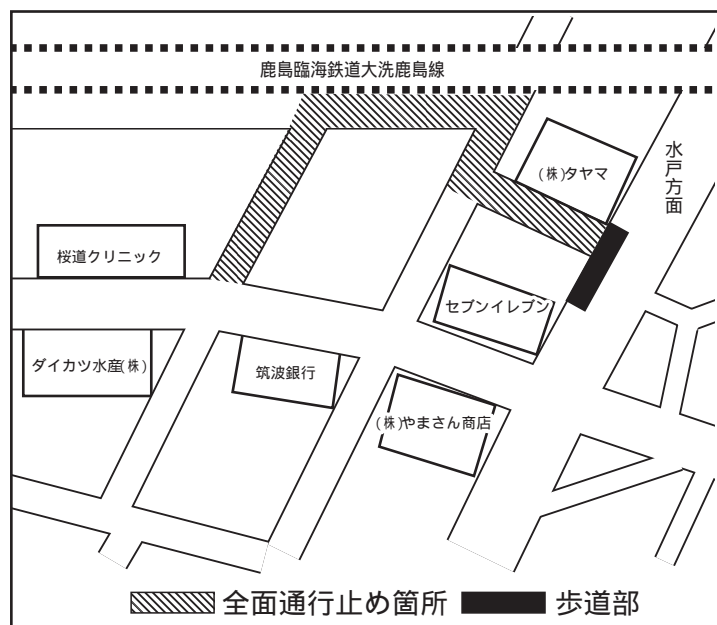 鹿島臨海鉄道大洗鹿島線
水戸方面
(株)タヤマ
桜道クリニック
セブンイレブン
ダイカツ水産(株)
筑波銀行
(株)やまさん商店
全面通行止め箇所
歩道部